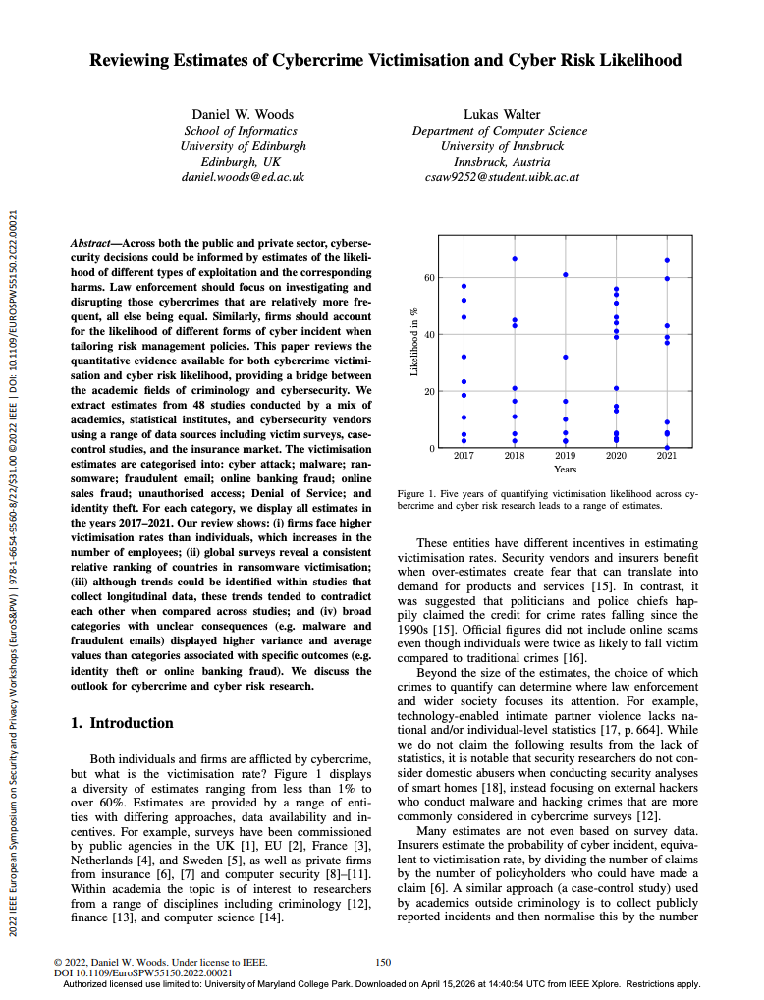 Reviewing Estimates of Cybercrime Victimisation and Cyber Risk Likelihood
Daniel W. Woods
School of Informatics
University of Edinburgh
Edinburgh, UK
daniel.woods@ed.ac.uk
Lukas Walter
Department of Computer Science
University of Innsbruck
Innsbruck, Austria
csaw9252@student.uibk.ac.at
2022 IEEE European Symposium on Security and Privacy Workshops (EuroS&PW) | 978-1-6654-9560-8/22/$31.00 ©2022 IEEE | DOI: 10.1109/EUROSPW55150.2022.00021
Abstract—Across both the public and private sector, cyberse-
curity decisions could be informed by estimates of the likeli-
hood of different types of exploitation and the corresponding
harms. Law enforcement should focus on investigating and
disrupting those cybercrimes that are relatively more fre-
quent, all else being equal. Similarly, firms should account
for the likelihood of different forms of cyber incident when
tailoring risk management policies. This paper reviews the
quantitative evidence available for both cybercrime victimi-
sation and cyber risk likelihood, providing a bridge between
the academic fields of criminology and cybersecurity. We
extract estimates from 48 studies conducted by a mix of
academics, statistical institutes, and cybersecurity vendors
using a range of data sources including victim surveys, case-
control studies, and the insurance market. The victimisation
estimates are categorised into: cyber attack; malware; ran-
somware; fraudulent email; online banking fraud; online
sales fraud; unauthorised access; Denial of Service; and
identity theft. For each category, we display all estimates in
the years 2017–2021. Our review shows: (i) firms face higher
victimisation rates than individuals, which increases in the
number of employees; (ii) global surveys reveal a consistent
relative ranking of countries in ransomware victimisation;
(iii) although trends could be identified within studies that
collect longitudinal data, these trends tended to contradict
each other when compared across studies; and (iv) broad
categories with unclear consequences (e.g. malware and
fraudulent emails) displayed higher variance and average
values than categories associated with specific outcomes (e.g.
identity theft or online banking fraud). We discuss the
outlook for cybercrime and cyber risk research.
1. Introduction
Both individuals and firms are afflicted by cybercrime,
but what is the victimisation rate? Figure 1 displays
a diversity of estimates ranging from less than 1% to
over 60%. Estimates are provided by a range of enti-
ties with differing approaches, data availability and in-
centives. For example, surveys have been commissioned
by public agencies in the UK [1], EU [2], France [3],
Netherlands [4], and Sweden [5], as well as private firms
from insurance [6], [7] and computer security [8]–[11].
Within academia the topic is of interest to researchers
from a range of disciplines including criminology [12],
finance [13], and computer science [14].
Likelihood in %
60
40
20
0
2017 2018 2019 2020 2021
Years
Figure 1. Five years of quantifying victimisation likelihood across cy-
bercrime and cyber risk research leads to a range of estimates.
These entities have different incentives in estimating
victimisation rates. Security vendors and insurers benefit
when over-estimates create fear that can translate into
demand for products and services [15]. In contrast, it
was suggested that politicians and police chiefs hap-
pily claimed the credit for crime rates falling since the
1990s [15]. Official figures did not include online scams
even though individuals were twice as likely to fall victim
compared to traditional crimes [16].
Beyond the size of the estimates, the choice of which
crimes to quantify can determine where law enforcement
and wider society focuses its attention. For example,
technology-enabled intimate partner violence lacks na-
tional and/or individual-level statistics [17, p. 664]. While
we do not claim the following results from the lack of
statistics, it is notable that security researchers do not con-
sider domestic abusers when conducting security analyses
of smart homes [18], instead focusing on external hackers
who conduct malware and hacking crimes that are more
commonly considered in cybercrime surveys [12].
Many estimates are not even based on survey data.
Insurers estimate the probability of cyber incident, equiva-
lent to victimisation rate, by dividing the number of claims
by the number of policyholders who could have made a
claim [6]. A similar approach (a case-control study) used
by academics outside criminology is to collect publicly
reported incidents and then normalise this by the number
© 2022, Daniel W. Woods. Under license to IEEE.
DOI 10.1109/EuroSPW55150.2022.00021
150
Authorized licensed use limited to: University of Maryland College Park. Downloaded on April 15,2026 at 14:40:54 UTC from IEEE Xplore. Restrictions apply.